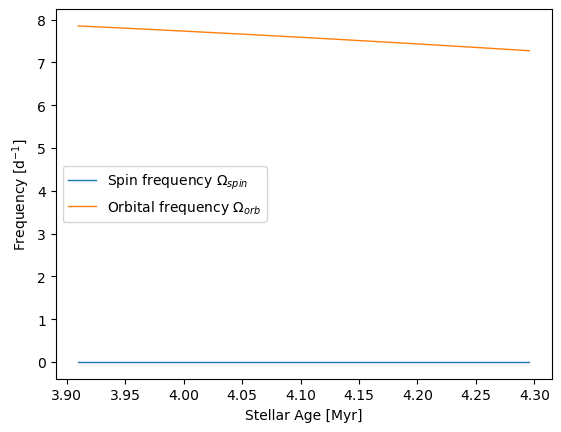 8
7
6
5
4
3
2
1
0
Frequency [d⁻¹]
Spin frequency Ωspin
Orbital frequency Ωorb
3.90 3.95 4.00 4.05 4.10 4.15 4.20 4.25 4.30
Stellar Age [Myr]